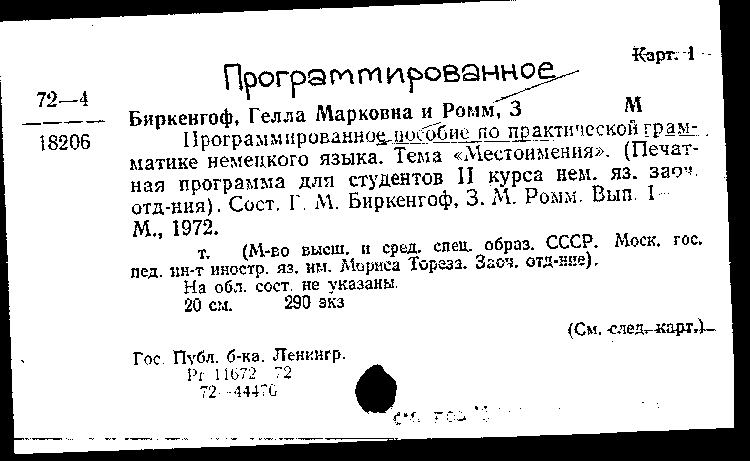 Карт. 1
Программированное
72—4
18206
Биркенгоф, Гелла Марковна и Ромм, З М
Программированное пособие по практической грам-
матике немецкого языка. Тема «Местоимения». (Печат-
ная программа для студентов II курса нем. яз. заоч.
отд-ния). Сост. Г. М. Биркенгоф, З. М. Ромм. Вып. 1—
М., 1972.
т. (М-во высш. и сред. спец. образ. СССР. Моск. гос.
пед. ин-т иностр. яз. им. Мориса Тореза. Заоч. отд-ние).
На обл. сост. не указаны.
20 см. 290 экз
(См. след. карт.)
Гос. Публ. б-ка. Ленингр.
Рг 11672 72
72—44476